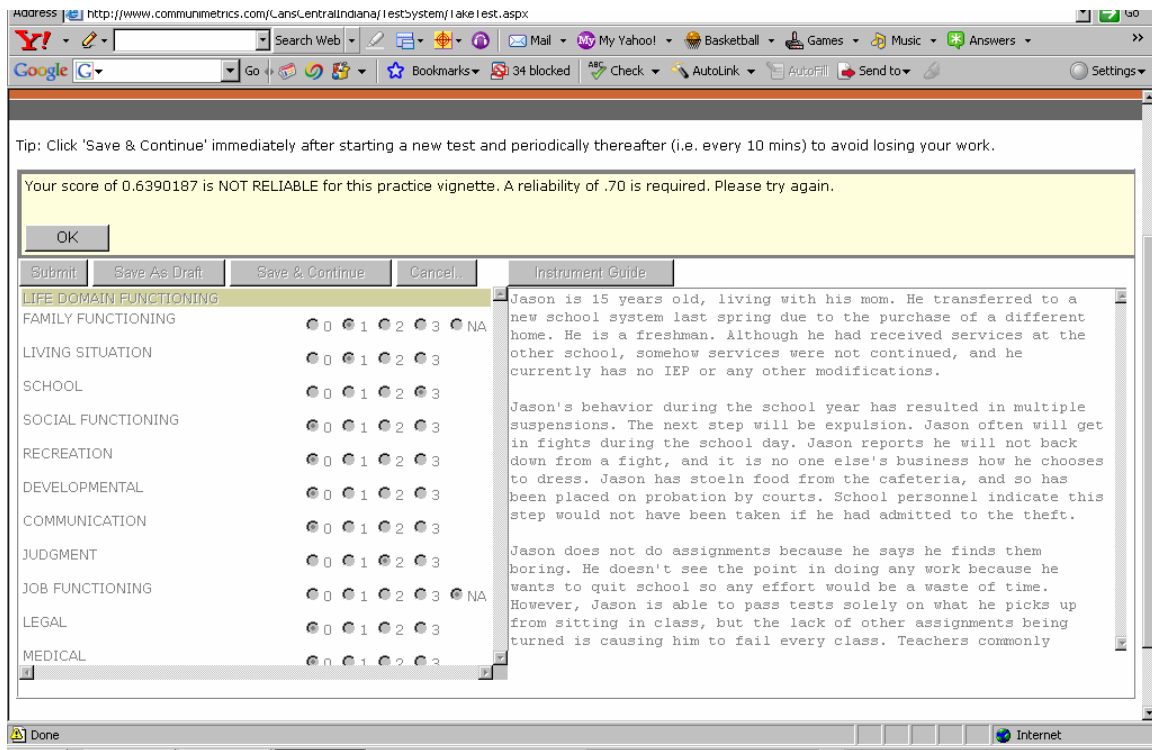 Address http://www.communimetrics.com/CansCentralIndiana/TestSystem/TakeTest.aspx Go
Y! Search Web Mail My My Yahoo! Basketball Games Music Answers »
Google G Go Bookmarks 34 blocked ABC Check AutoLink AutoFill Send to Settings
Tip: Click 'Save & Continue' immediately after starting a new test and periodically thereafter (i.e. every 10 mins) to avoid losing your work.
Your score of 0.6390187 is NOT RELIABLE for this practice vignette. A reliability of .70 is required. Please try again.
OK
Submit Save As Draft Save & Continue Cancel.. Instrument Guide
LIFE DOMAIN FUNCTIONING
FAMILY FUNCTIONING 0 1 2 3 NA
LIVING SITUATION 0 1 2 3
SCHOOL 0 1 2 3
SOCIAL FUNCTIONING 0 1 2 3
RECREATION 0 1 2 3
DEVELOPMENTAL 0 1 2 3
COMMUNICATION 0 1 2 3
JUDGMENT 0 1 2 3
JOB FUNCTIONING 0 1 2 3 NA
LEGAL 0 1 2 3
MEDICAL 0 1 2 3
Jason is 15 years old, living with his mom. He transferred to a
new school system last spring due to the purchase of a different
home. He is a freshman. Although he had received services at the
other school, somehow services were not continued, and he
currently has no IEP or any other modifications.
Jason's behavior during the school year has resulted in multiple
suspensions. The next step will be expulsion. Jason often will get
in fights during the school day. Jason reports he will not back
down from a fight, and it is no one else's business how he chooses
to dress. Jason has stoeln food from the cafeteria, and so has
been placed on probation by courts. School personnel indicate this
step would not have been taken if he had admitted to the theft.
Jason does not do assignments because he says he finds them
boring. He doesn't see the point in doing any work because he
wants to quit school so any effort would be a waste of time.
However, Jason is able to pass tests solely on what he picks up
from sitting in class, but the lack of other assignments being
turned is causing him to fail every class. Teachers commonly
Done Internet